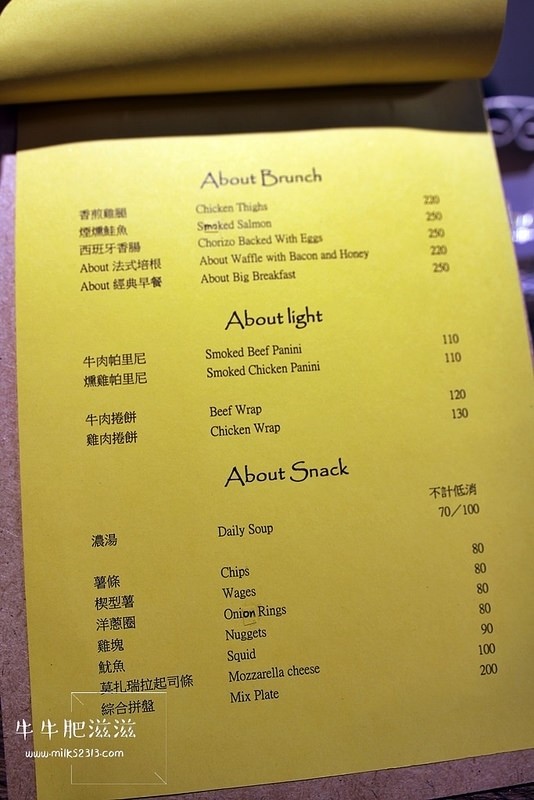 About Brunch
香煎雞腿 Chicken Thighs 220
煙燻鮭魚 Smoked Salmon 250
西班牙香腸 Chorizo Backed With Eggs 250
About 法式培根 About Waffle with Bacon and Honey 220
About 經典早餐 About Big Breakfast 250
About light
牛肉帕里尼 Smoked Beef Panini 110
燻雞帕里尼 Smoked Chicken Panini 110
牛肉捲餅 Beef Wrap 120
雞肉捲餅 Chicken Wrap 130
About Snack
不計低消
濃湯 Daily Soup 70/100
薯條 Chips 80
楔型薯 Wages 80
洋蔥圈 Onion Rings 80
雞塊 Nuggets 80
魷魚 Squid 90
莫扎瑞拉起司條 Mozzarella cheese 100
綜合拼盤 Mix Plate 200
牛牛肥滋滋
www.milk52313.com